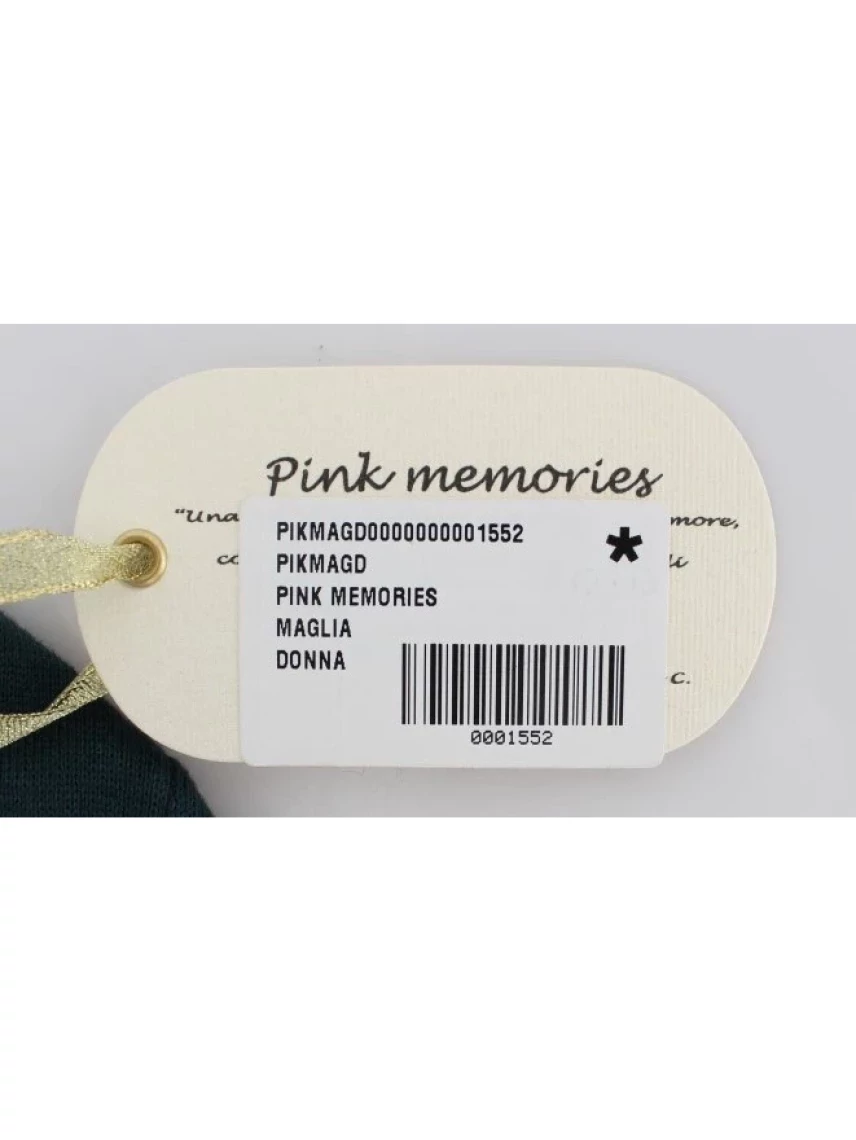 Pink memories
"Una more,
PIKMAGD0000000001552
PIKMAGD
PINK MEMORIES
MAGLIA
DONNA
*
0001552
c.